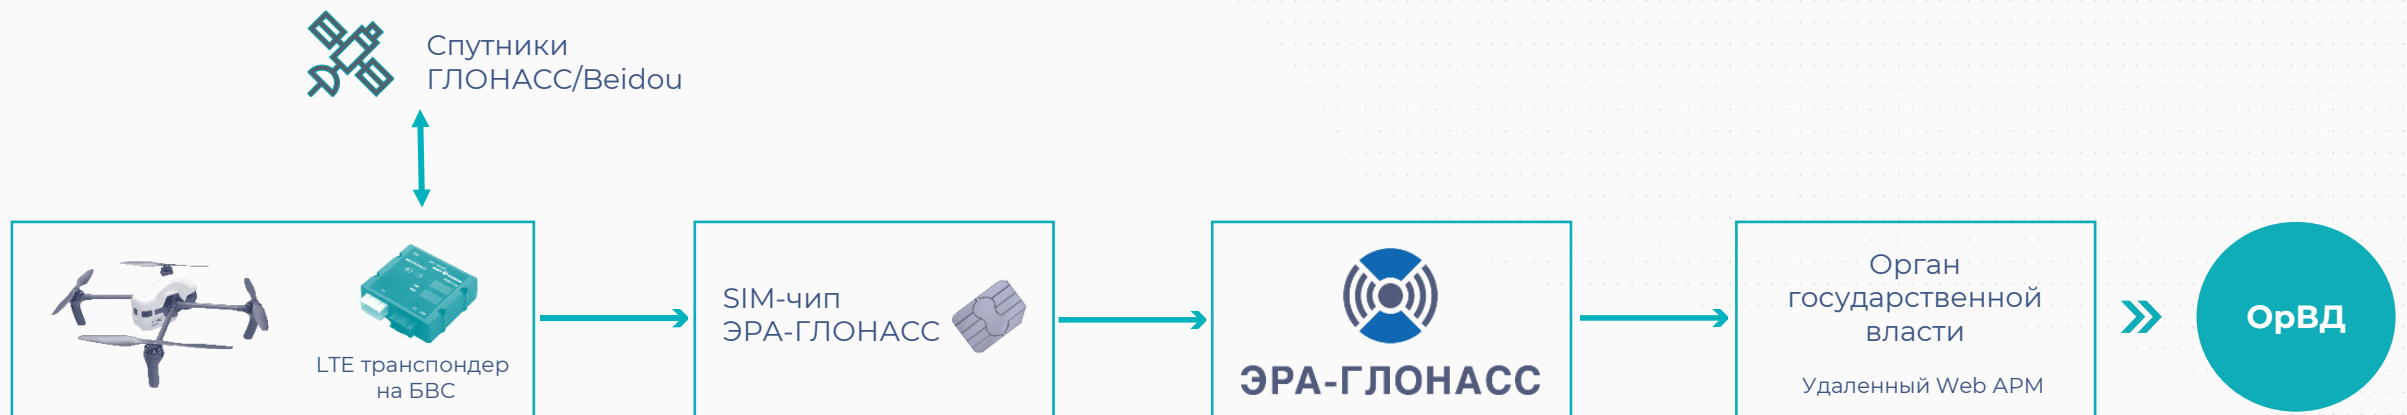 Спутники
ГЛОНАСС/Beidou
LTE транспондер
на БВС
SIM-чип
ЭРА-ГЛОНАСС
ЭРА-ГЛОНАСС
Орган
государственной
власти
Удаленный Web АРМ
ОрВД